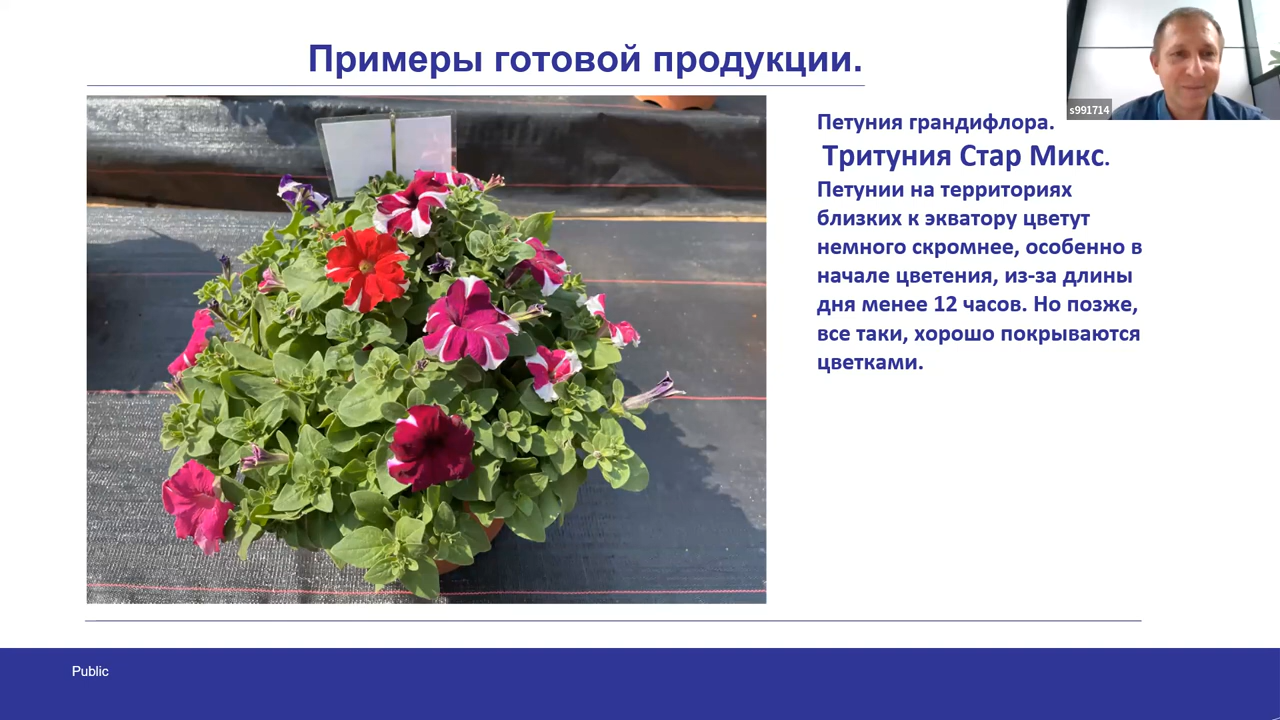 Примеры готовой продукции.
s991714
Петуния грандифлора.
Тритуния Стар Микс.
Петунии на территориях
близких к экватору цветут
немного скромнее, особенно в
начале цветения, из-за длины
дня менее 12 часов. Но позже,
все таки, хорошо покрываются
цветками.
Public